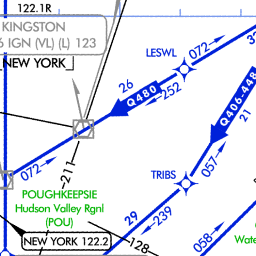 122.1R
KINGSTON
6 IGN (VL) (L) 123
NEW YORK
LESWL
072
26
Q480
252
Q406-448
21
211
072
057
TRIBS
POUGHKEEPSIE
Hudson Valley Rgnl
(POU)
29
239
NEW YORK 122.2
128
058
Wate